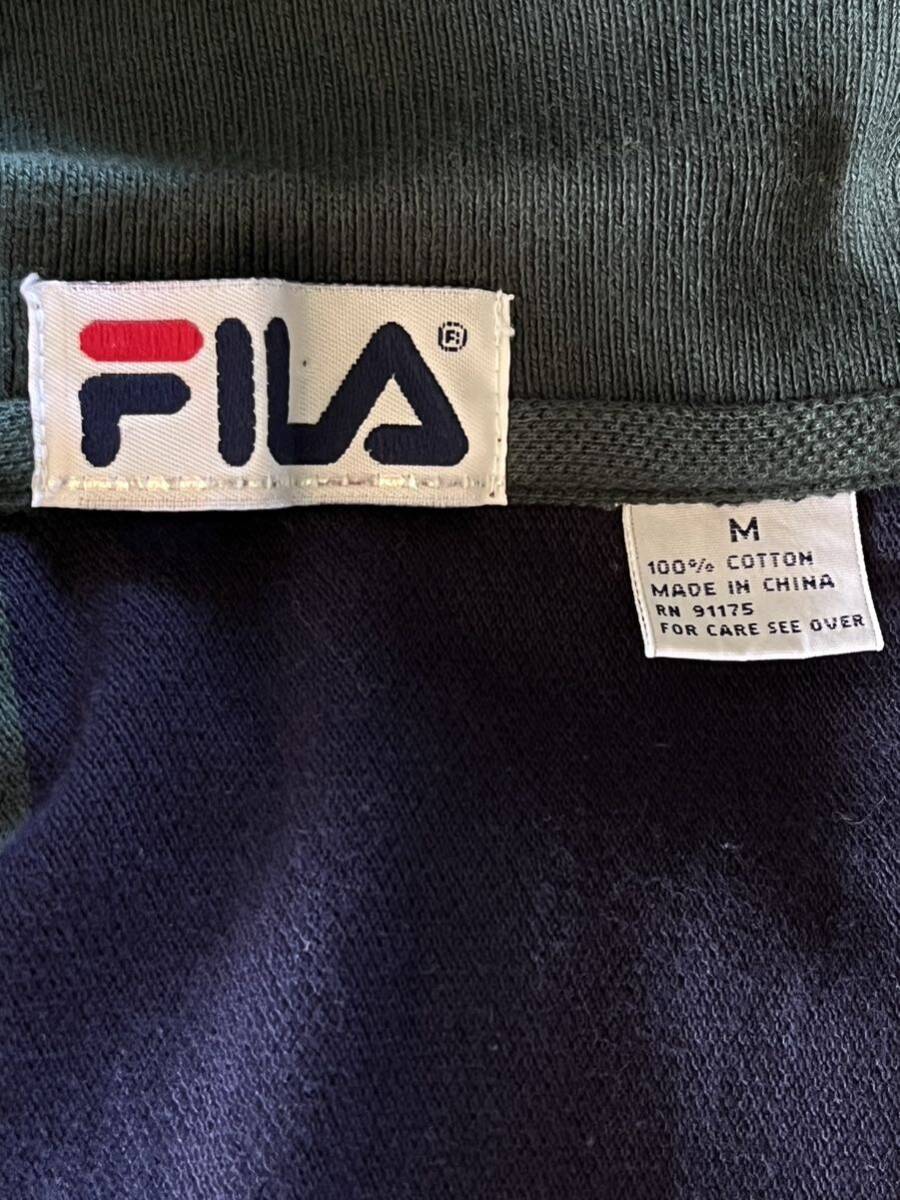 FILA®
M
100% COTTON
MADE IN CHINA
RN 91175
FOR CARE SEE OVER